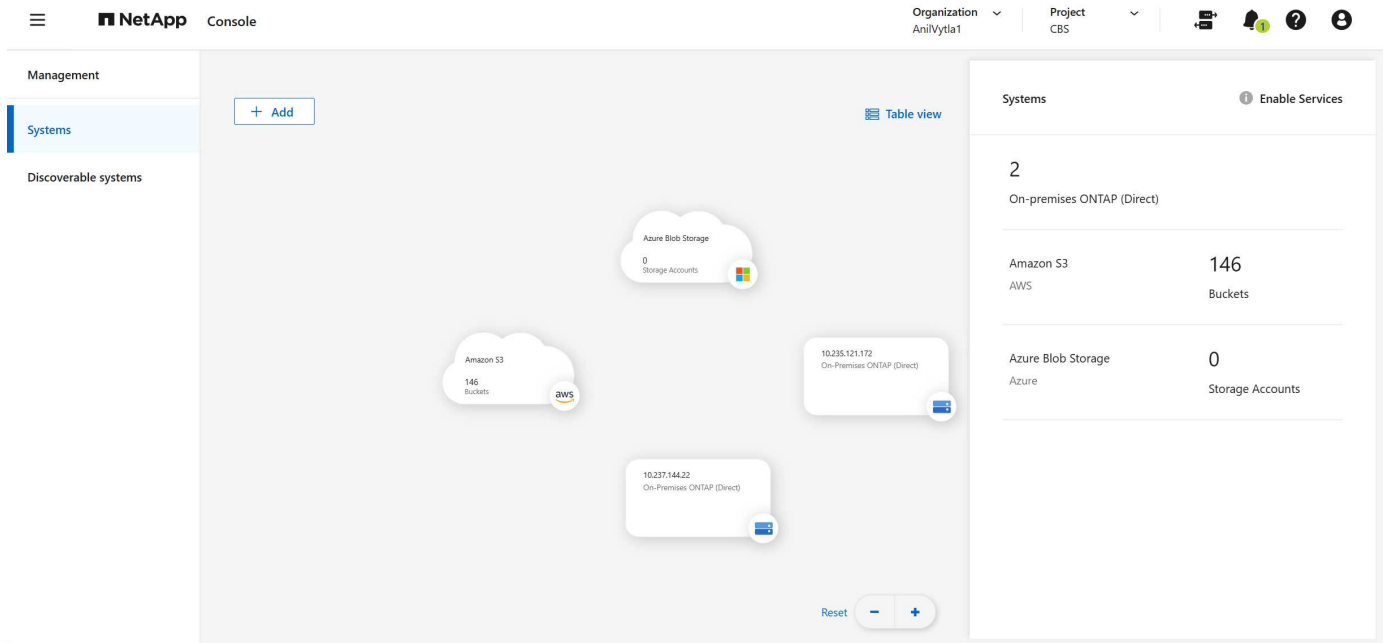 NetApp Console
Organization
AnilVytla1
Project
CBS
1
Management
Systems
Discoverable systems
+ Add
Table view
Azure Blob Storage
0
Storage Accounts
Amazon S3
146
Buckets
aws
10.235.121.172
On-Premises ONTAP (Direct)
10.237.144.22
On-Premises ONTAP (Direct)
Reset
Systems
Enable Services
2
On-premises ONTAP (Direct)
Amazon S3
AWS
146
Buckets
Azure Blob Storage
Azure
0
Storage Accounts